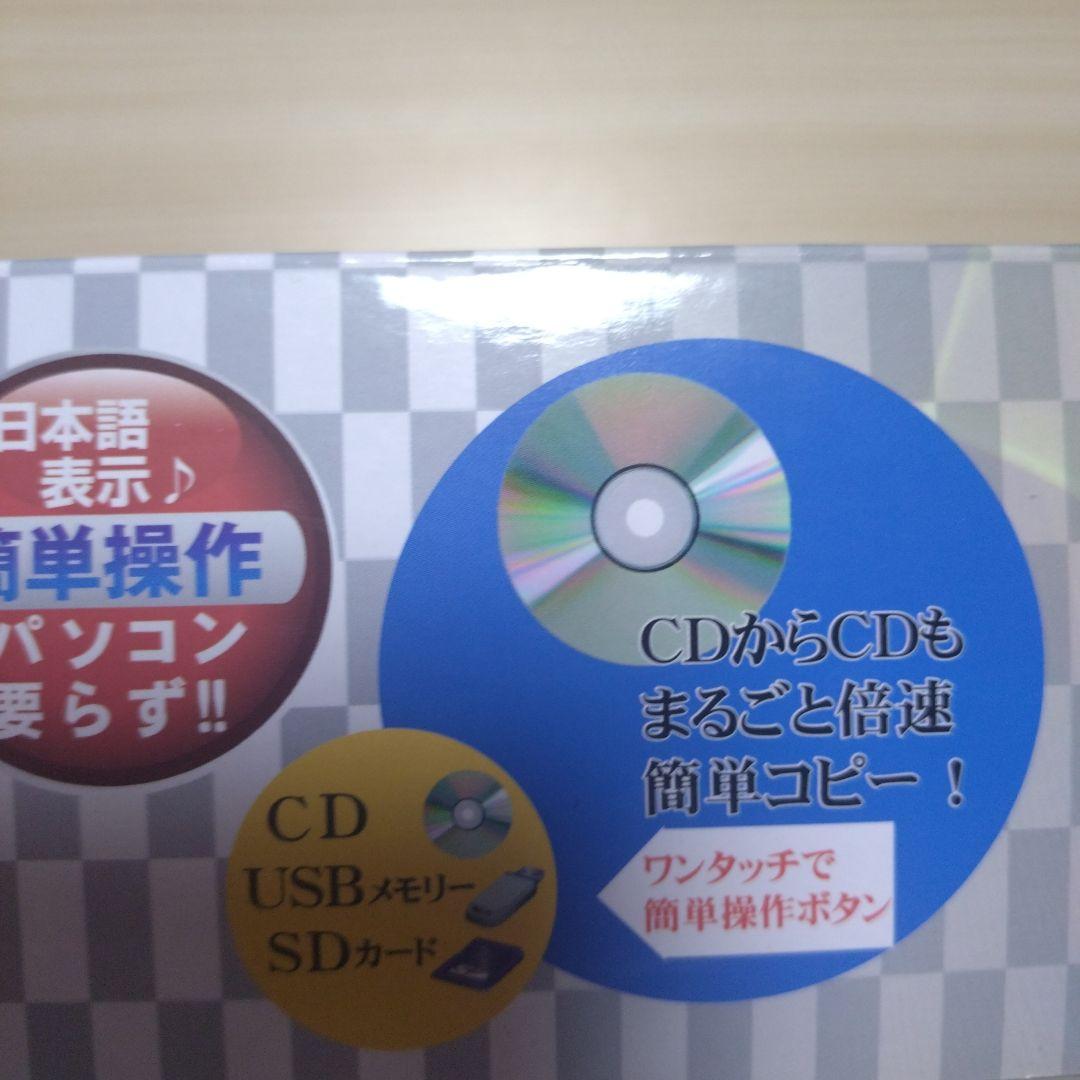 日本語
表示♪
簡単操作
パソコン
要らず!!
CDからCDも
まるごと倍速
簡単コピー！
ワンタッチで
簡単操作ボタン
CD
USBメモリー
SDカード